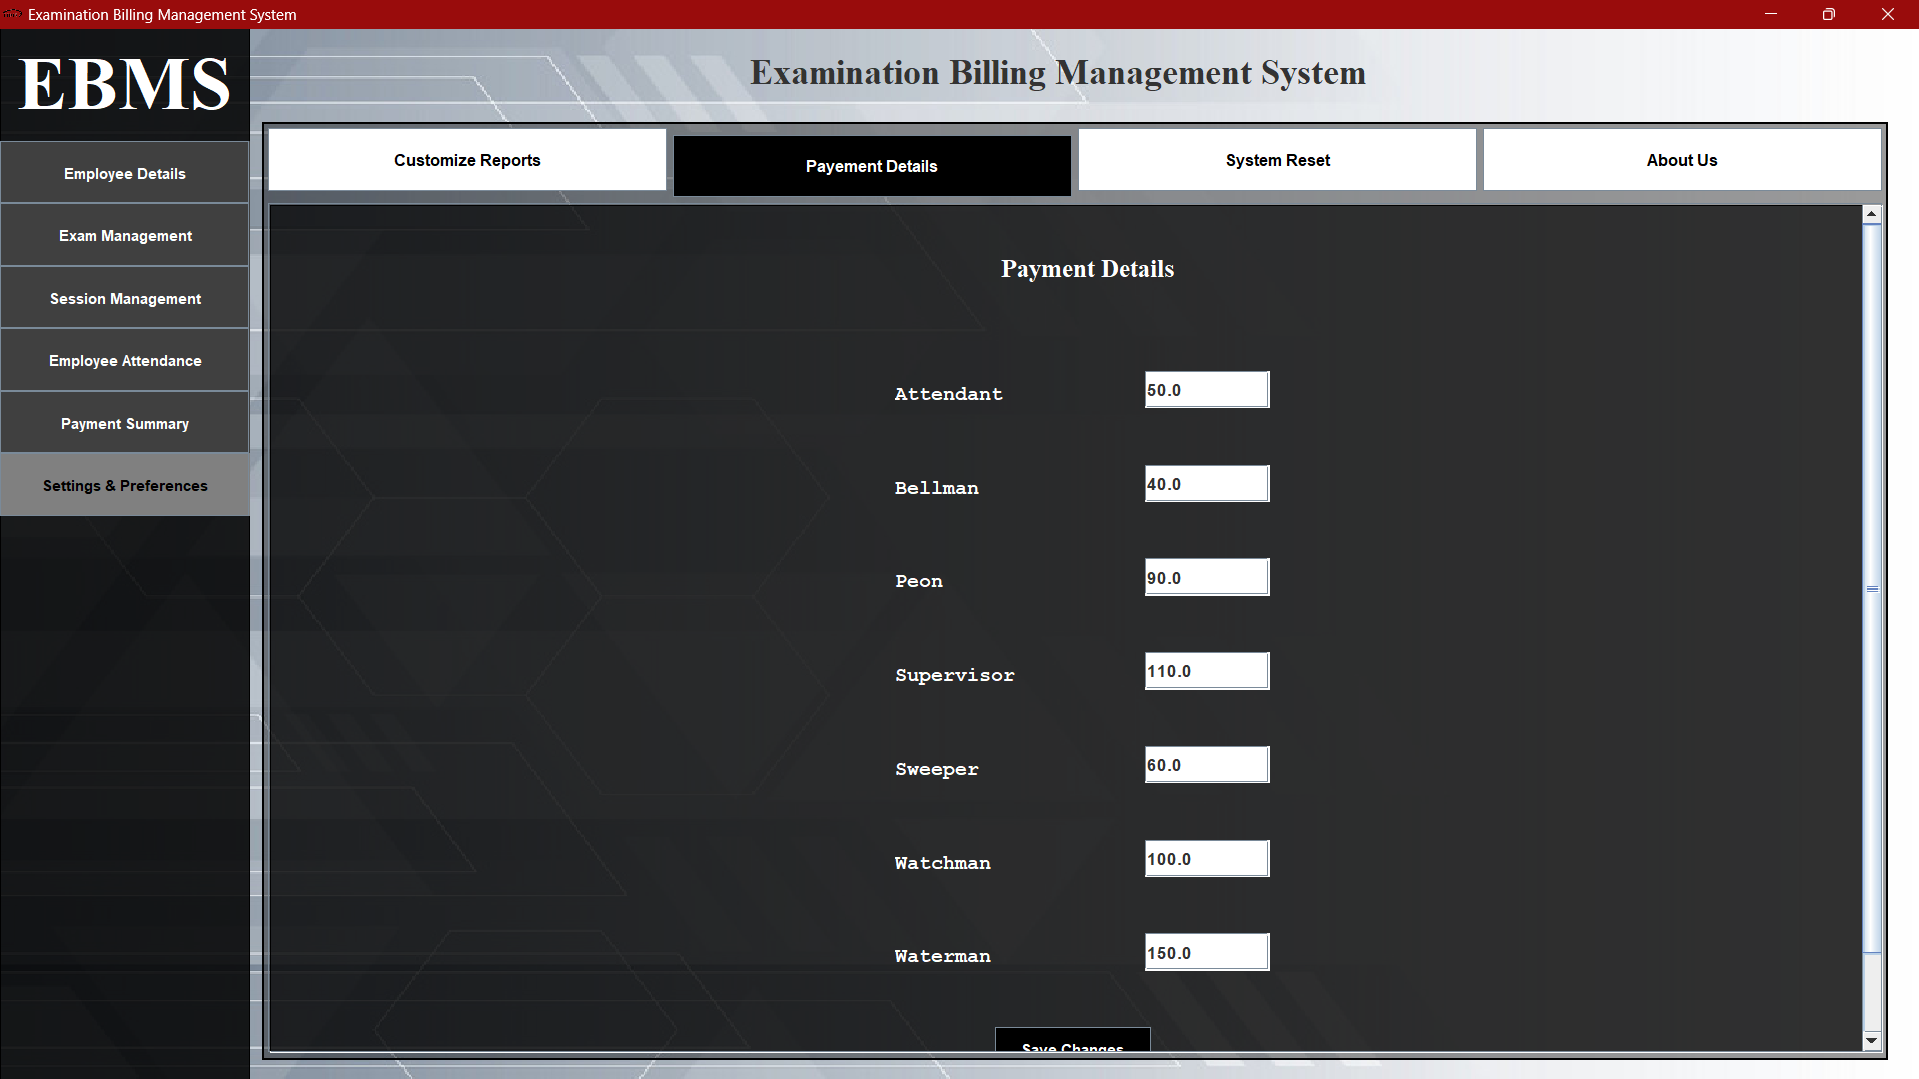 Examination Billing Management System
EBMS
Examination Billing Management System
Employee Details
Exam Management
Session Management
Employee Attendance
Payment Summary
Settings & Preferences
Customize Reports
Payement Details
System Reset
About Us
Payment Details
Attendant 50.0
Bellman 40.0
Peon 90.0
Supervisor 110.0
Sweeper 60.0
Watchman 100.0
Waterman 150.0
Save Changes